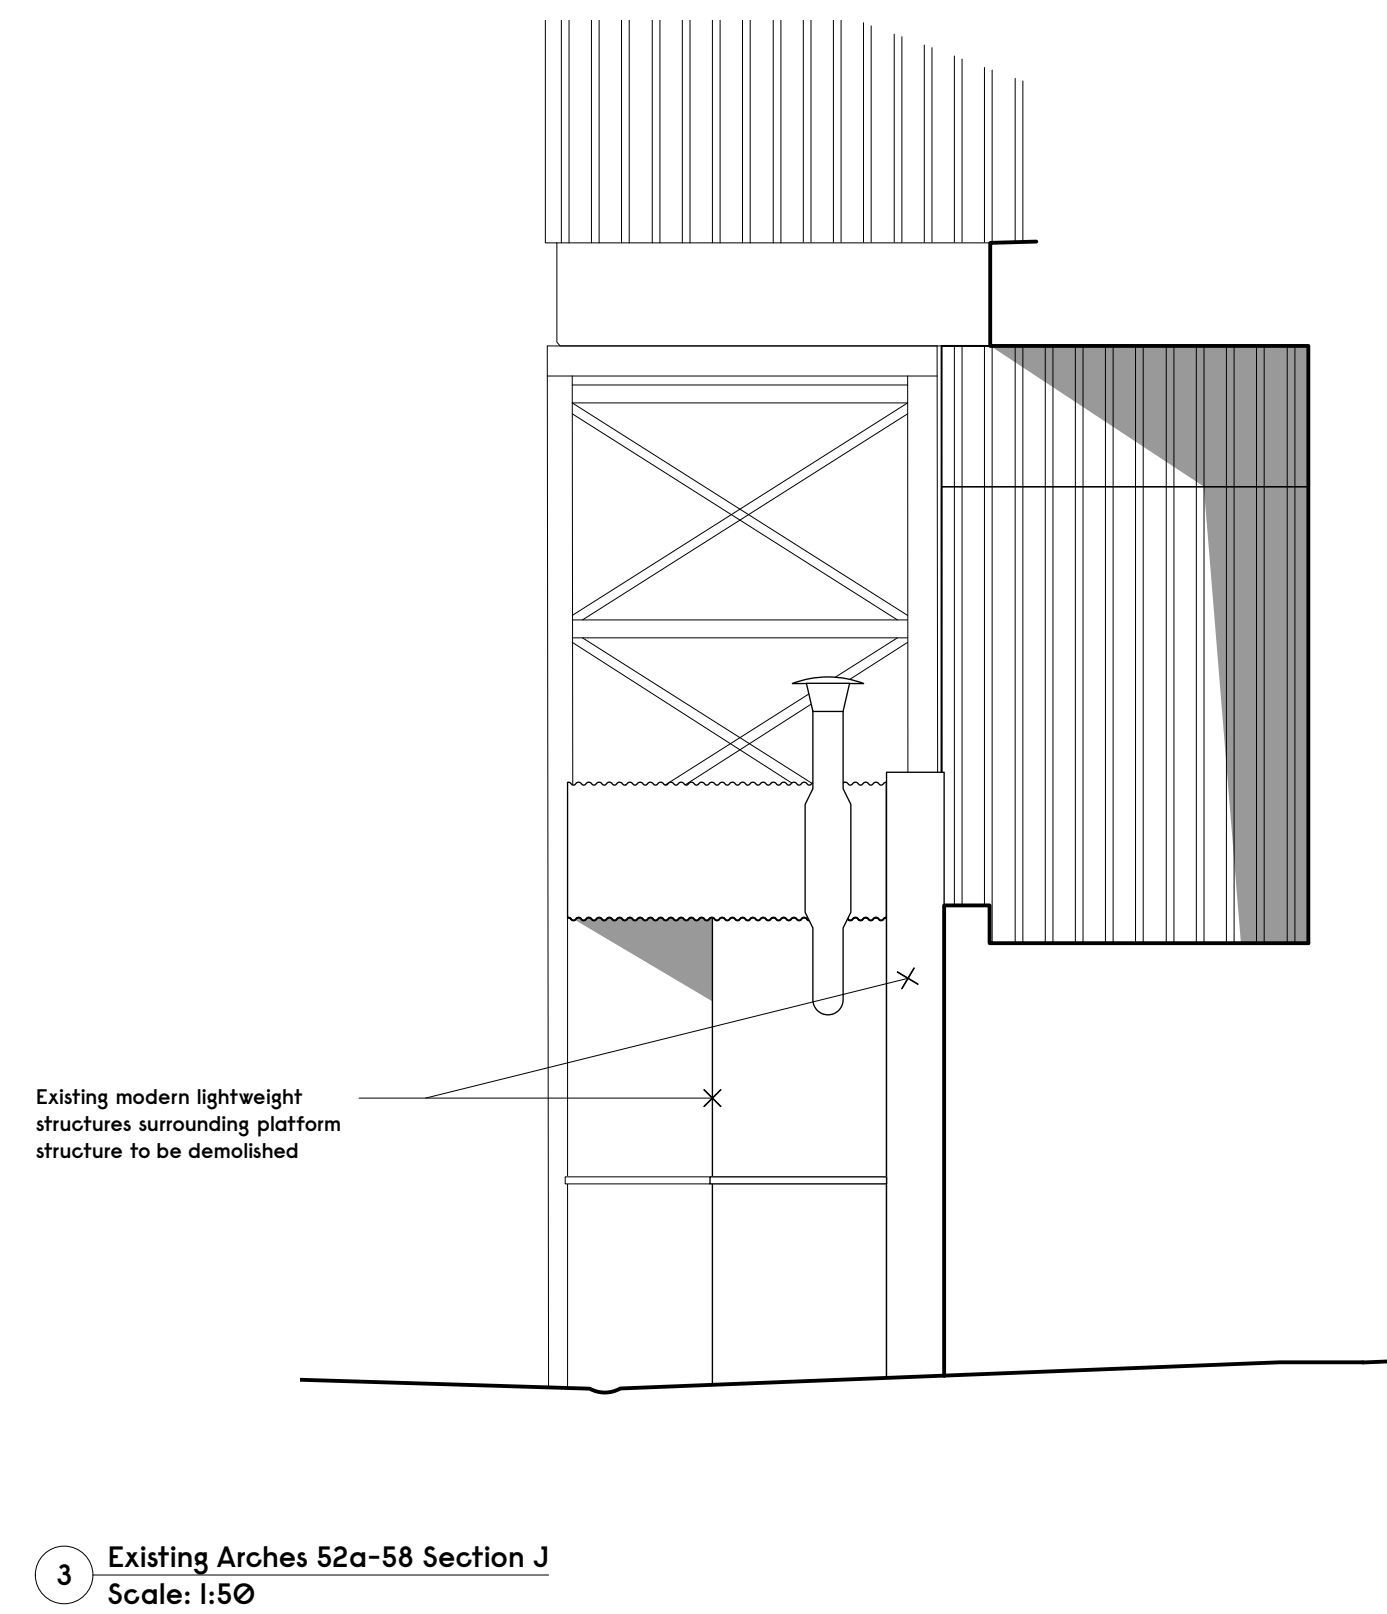 Existing modern lightweight
structures surrounding platform
structure to be demolished
3
Existing Arches 52a-58 Section J
Scale: 1:50